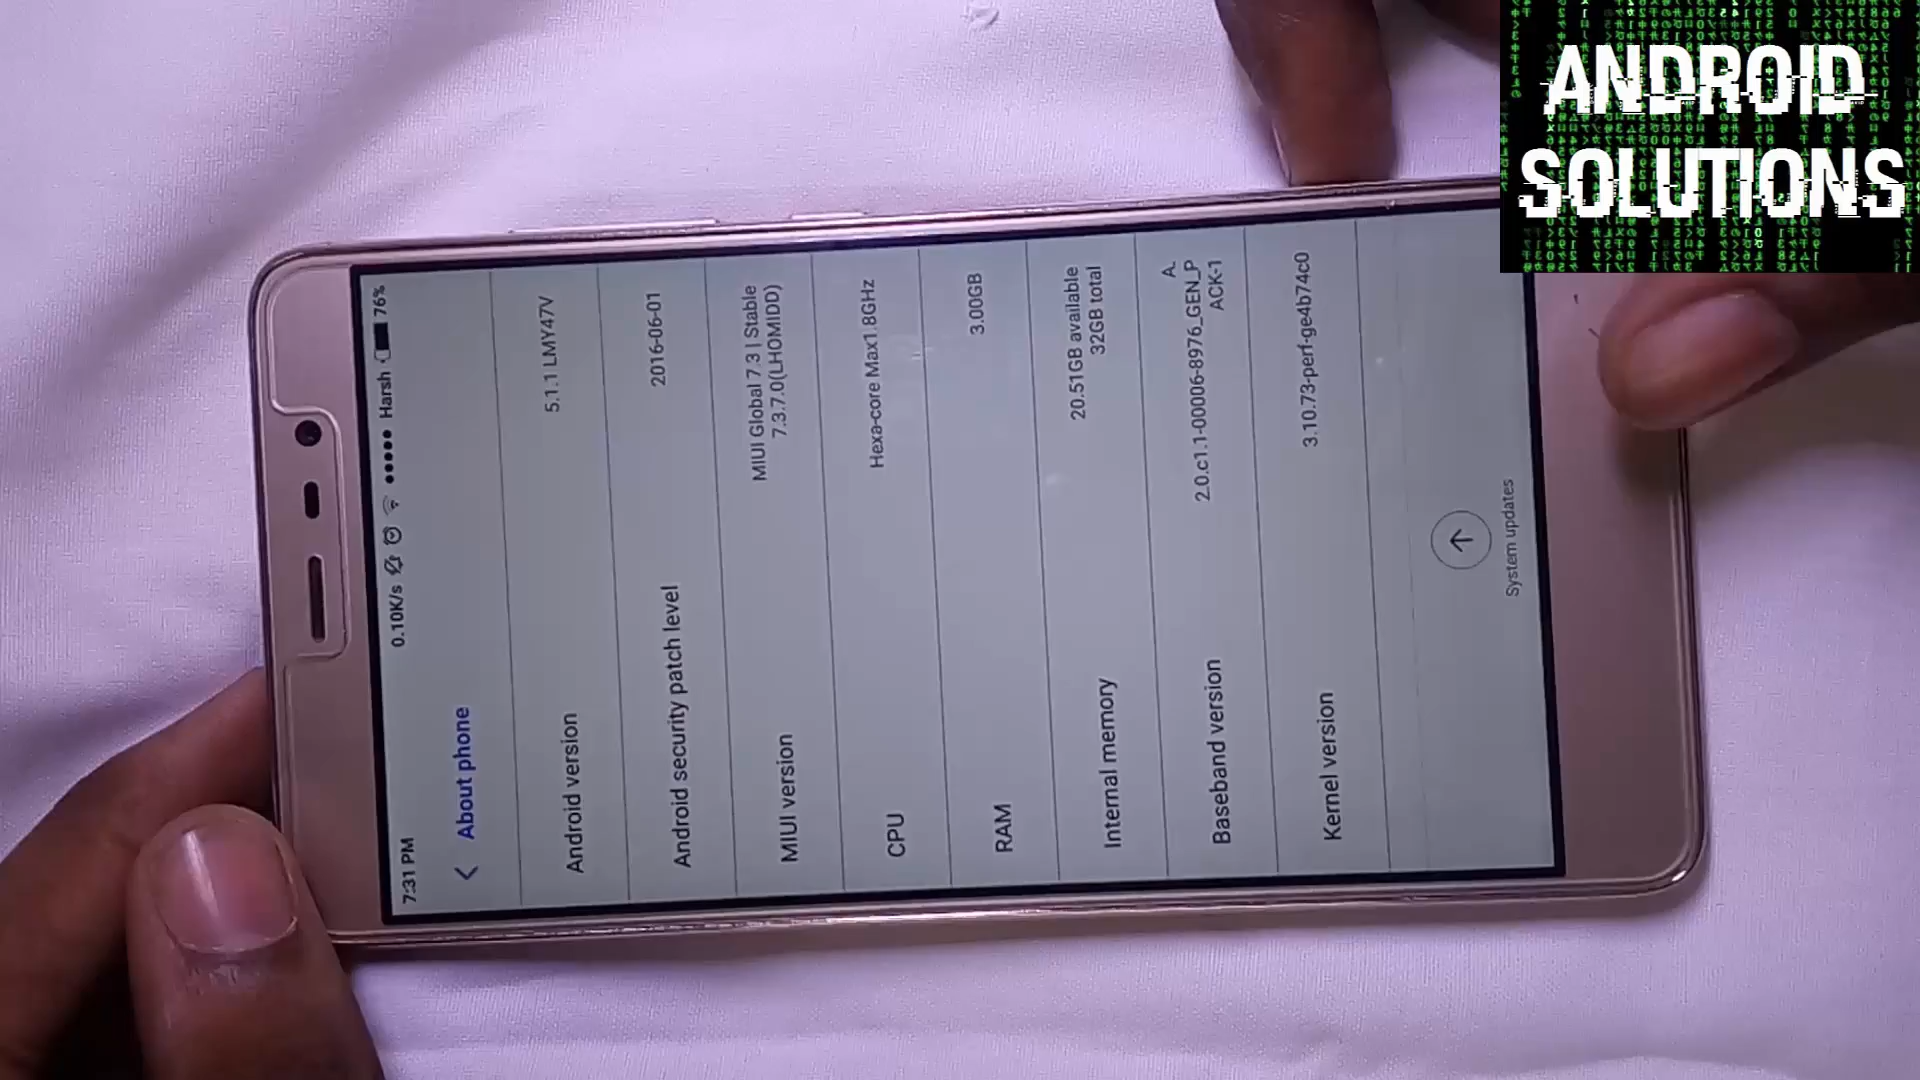 ANDROID
SOLUTIONS
7:31 PM
0.10K/s
Harsh
76%
About phone
Android version
5.1.1 LMY47V
Android security patch level
2016-06-01
MIUI version
MIUI Global 7.3 | Stable
7.3.7.0(LHOMIDD)
CPU
Hexa-core Max1.8GHz
RAM
3.00GB
Internal memory
20.51GB available
32GB total
Baseband version
A.
2.0.c1.1-00006-8976_GEN_P
ACK-1
Kernel version
3.10.73-perf-ge4b74c0
System updates